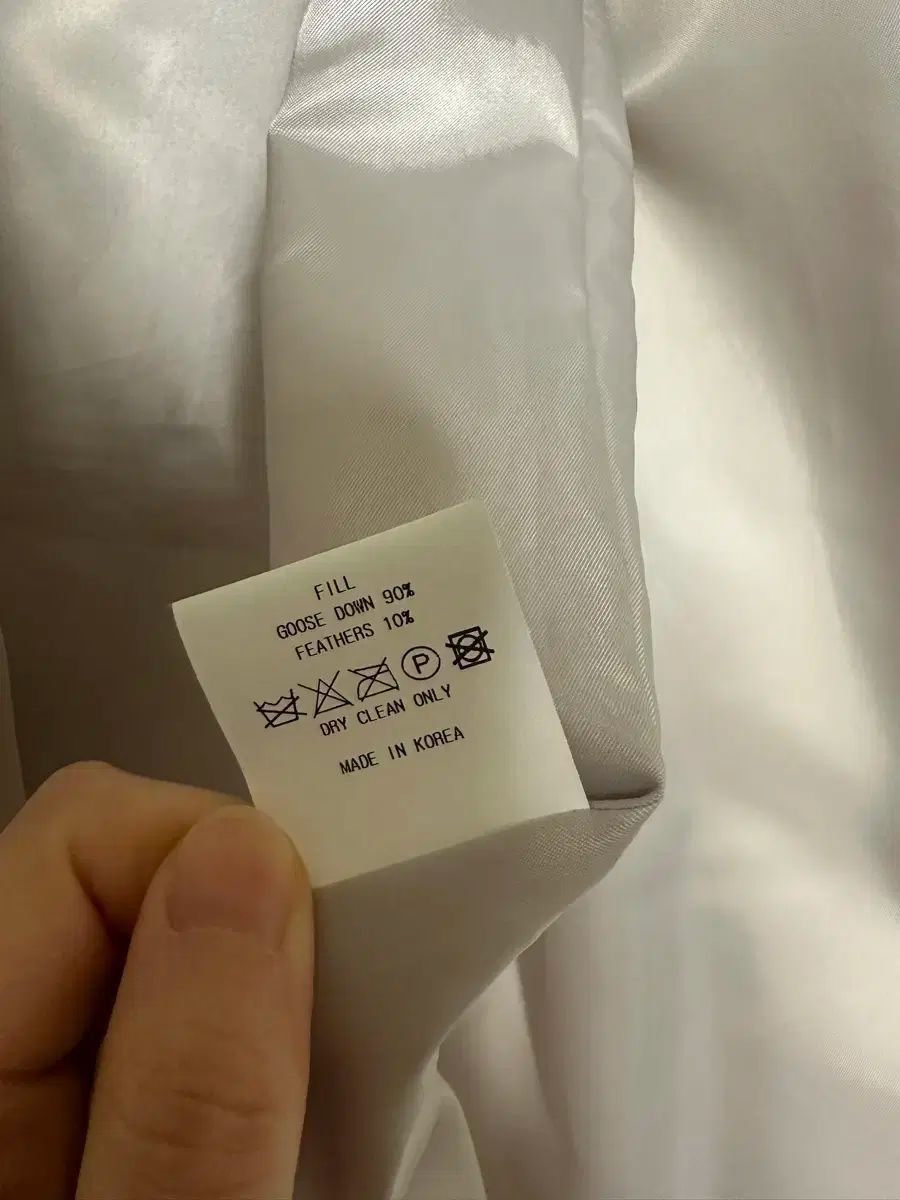 FILL
GOOSE DOWN 90%
FEATHERS 10%
P
DRY CLEAN ONLY
MADE IN KOREA